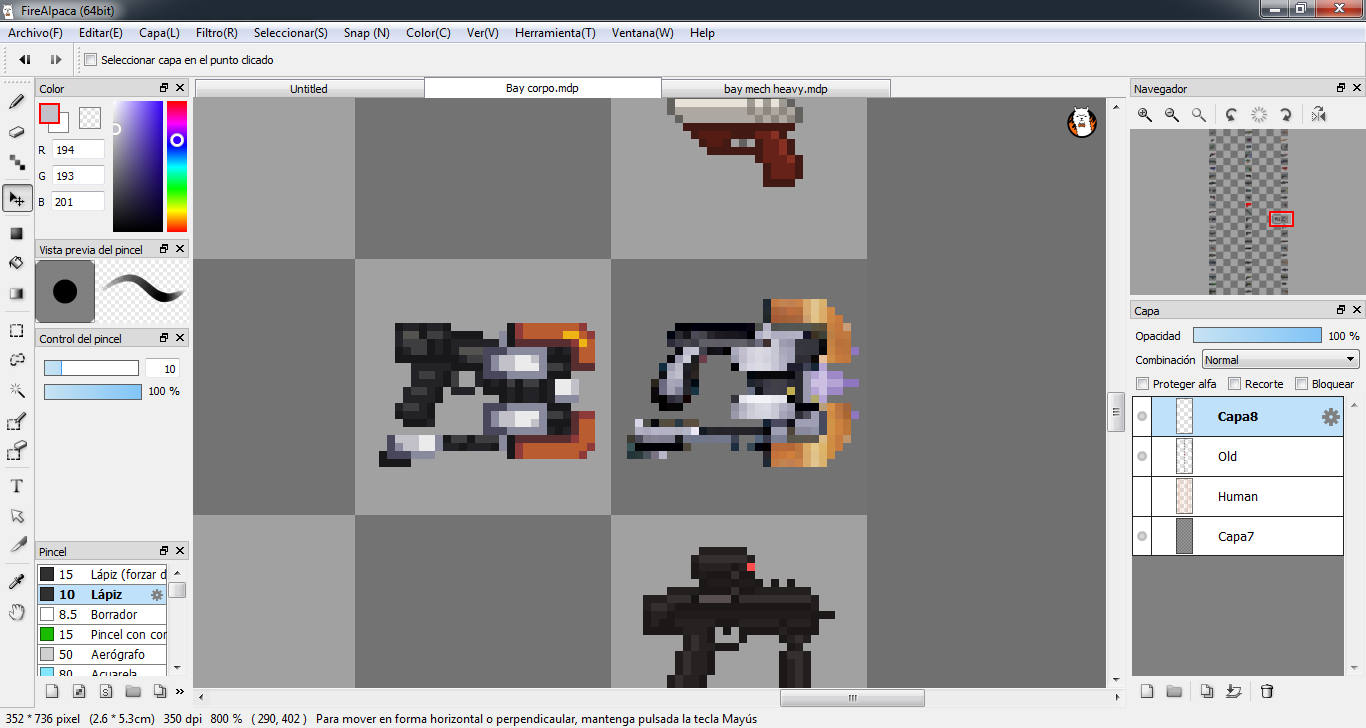 FireAlpaca (64bit)
Archivo(F) Editar(E) Capa(L) Filtro(R) Seleccionar(S) Snap (N) Color(C) Ver(V) Herramienta(T) Ventana(W) Help
Seleccionar capa en el punto clicado
Color
Untitled
Bay corpo.mdp
bay mech heavy.mdp
Navegador
R 194
G 193
B 201
Vista previa del pincel
Control del pincel
10
100 %
Capa
Opacidad 100 %
Combinación Normal
Proteger alfa Recorte Bloquear
Capa8
Old
Human
Capa7
T
Pincel
15 Lápiz (forzar d
10 Lápiz
8.5 Borrador
15 Pincel con cor
50 Aerógrafo
80 Acuarela
S
352 * 736 pixel (2.6 * 5.3cm) 350 dpi 800 % ( 290, 402 ) Para mover en forma horizontal o perpendicaular, mantenga pulsada la tecla Mayús